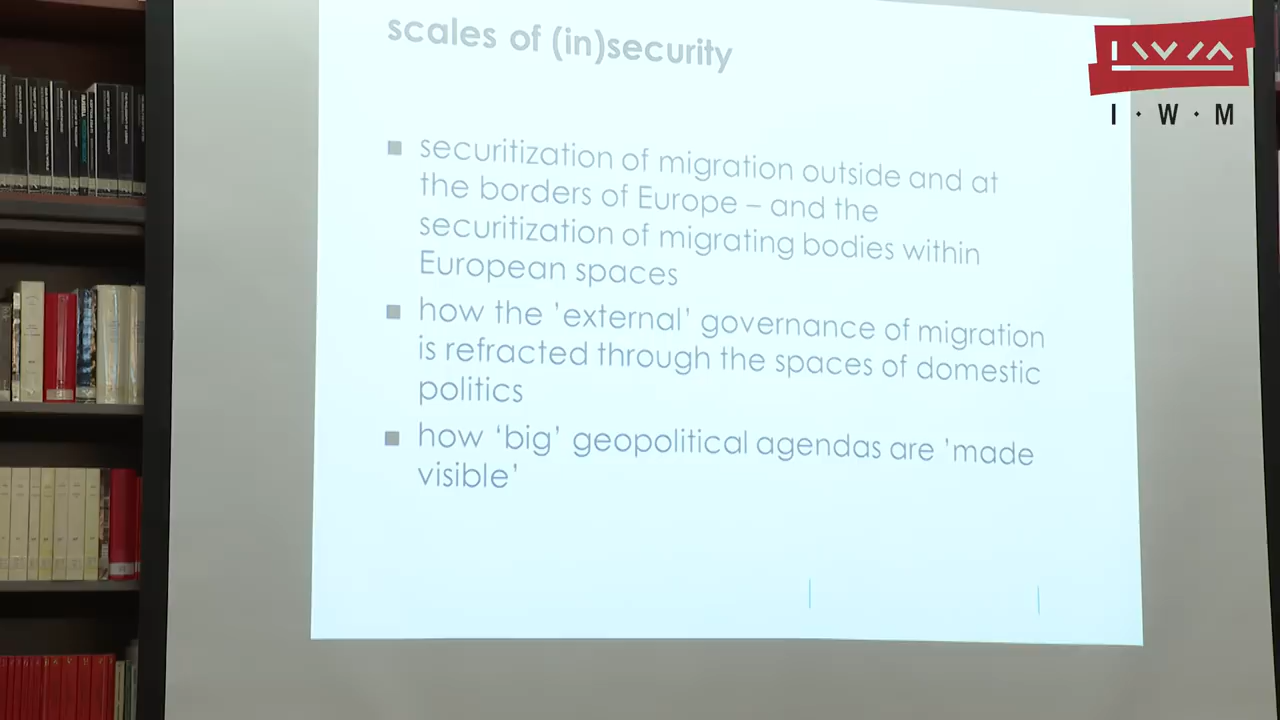 scales of (in)security
■ securitization of migration outside and at
the borders of Europe – and the
securitization of migrating bodies within
European spaces
■ how the 'external' governance of migration
is refracted through the spaces of domestic
politics
■ how ‘big’ geopolitical agendas are 'made
visible'
I · W · M